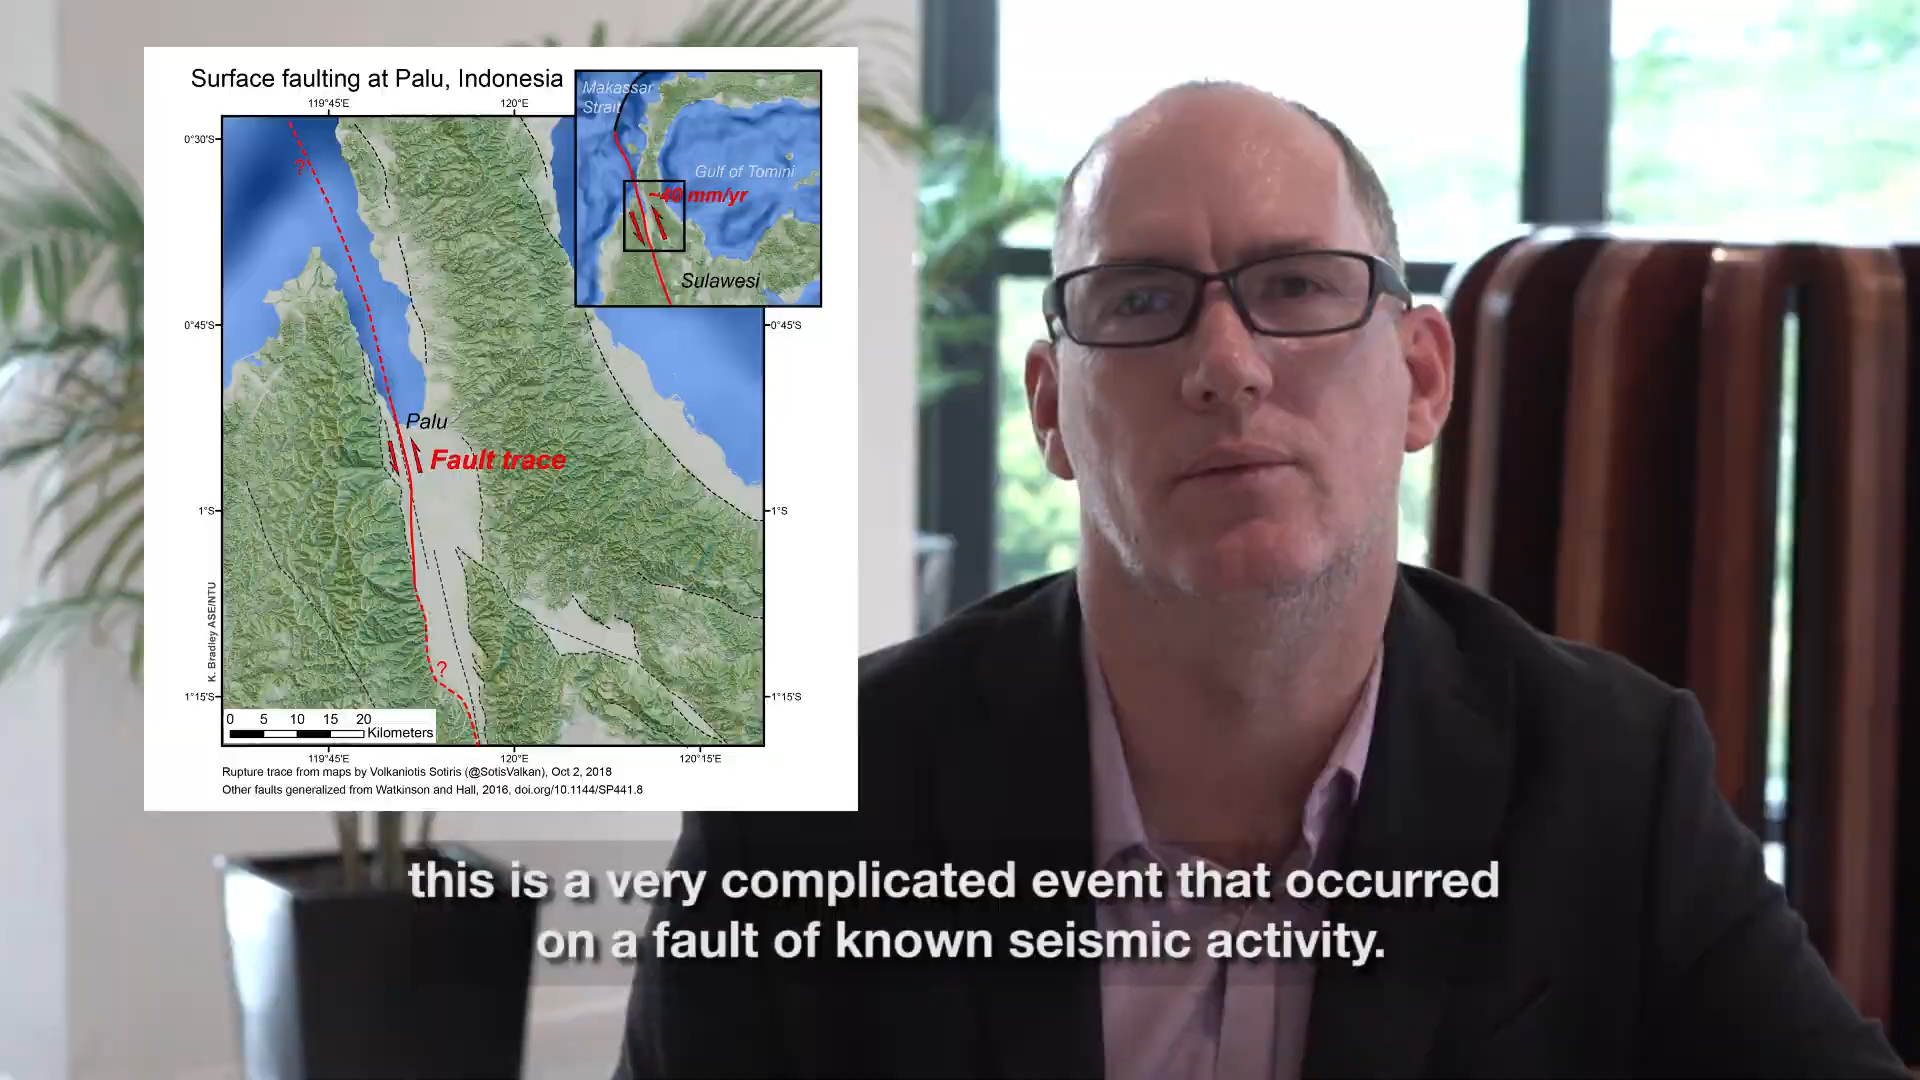 Surface faulting at Palu, Indonesia
119°45'E
120°E
Makassar
Strait
0°30'S
?
Gulf of Tomini
~40 mm/yr
Sulawesi
0°45'S
0°45'S
Palu
Fault trace
1°S
1°S
K. Bradley ASE/NTU
?
1°15'S
1°15'S
0 5 10 15 20
Kilometers
119°45'E
120°E
120°15'E
Rupture trace from maps by Volkaniotis Sotiris (@SotisValkan), Oct 2, 2018
Other faults generalized from Watkinson and Hall, 2016, doi.org/10.1144/SP441.8
this is a very complicated event that occurred
on a fault of known seismic activity.